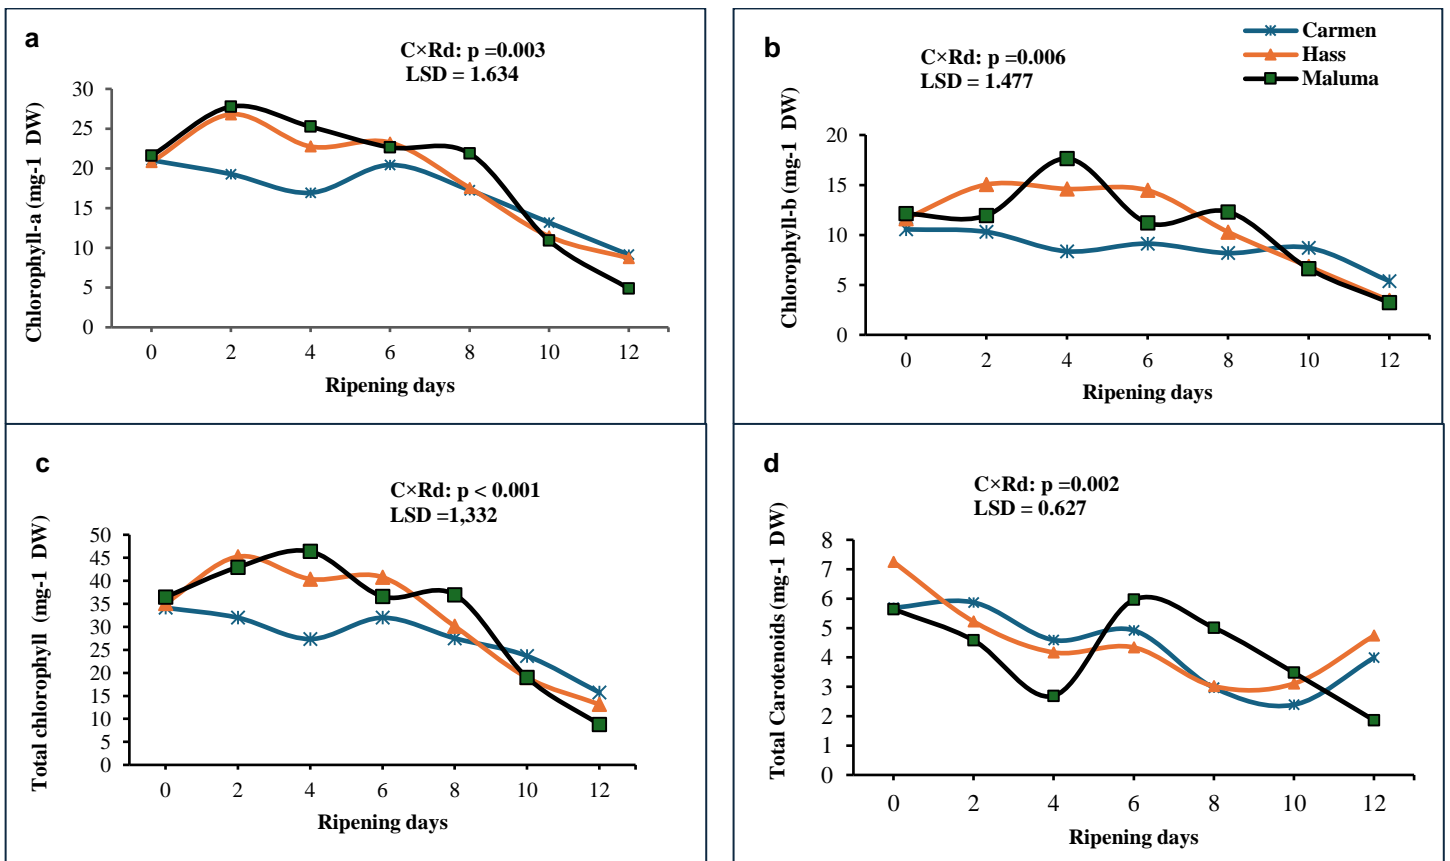 a
C×Rd: p =0.003
LSD = 1.634
Chlorophyll-a (mg-1 DW)
30
25
20
15
10
5
0
0 2 4 6 8 10 12
Ripening days
b
C×Rd: p =0.006
LSD = 1.477
Carmen
Hass
Maluma
Chlorophyll-b (mg-1 DW)
20
15
10
5
0
0 2 4 6 8 10 12
Ripening days
c
C×Rd: p < 0.001
LSD =1,332
Total chlorophyll (mg-1 DW)
50
45
40
35
30
25
20
15
10
5
0
0 2 4 6 8 10 12
Ripening days
d
C×Rd: p =0.002
LSD = 0.627
Total Carotenoids (mg-1 DW)
8
7
6
5
4
3
2
1
0
0 2 4 6 8 10 12
Ripening days